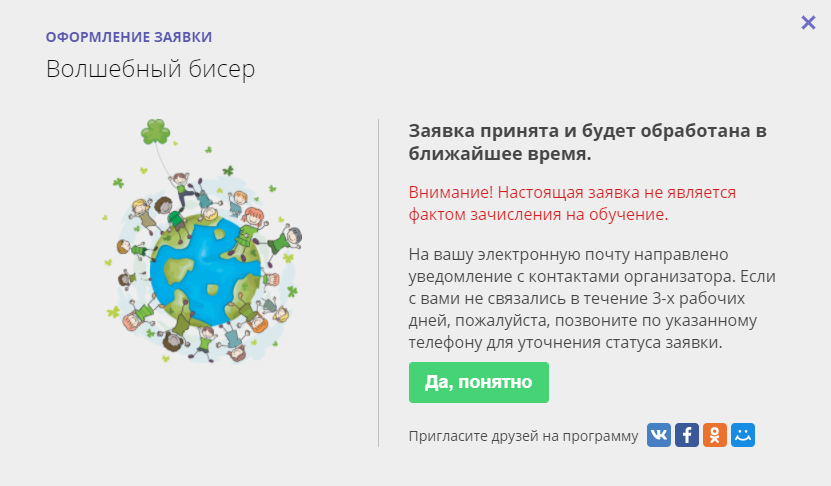 ОФОРМЛЕНИЕ ЗАЯВКИ
Волшебный бисер
Заявка принята и будет обработана в
ближайшее время.
Внимание! Настоящая заявка не является
фактом зачисления на обучение.
На вашу электронную почту направлено
уведомление с контактами организатора. Если
с вами не связались в течение 3-х рабочих
дней, пожалуйста, позвоните по указанному
телефону для уточнения статуса заявки.
Да, понятно
Пригласите друзей на программу